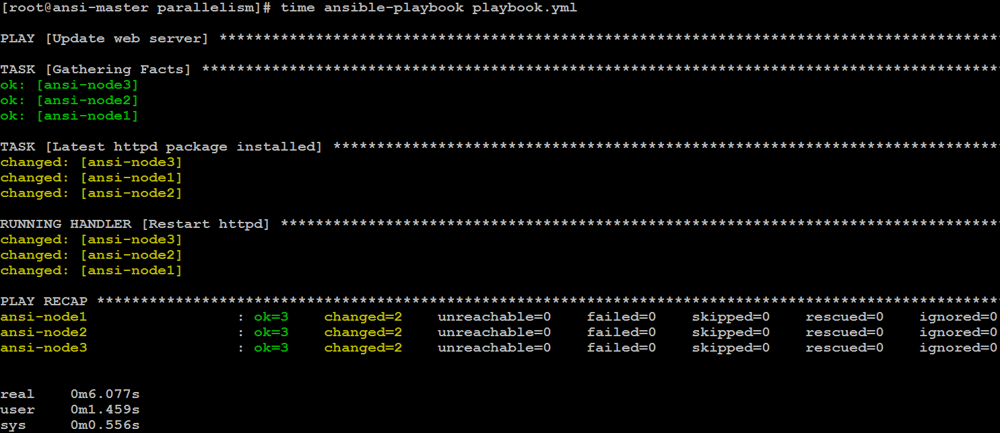 [root@ansi-master parallelism]# time ansible-playbook playbook.yml
PLAY [Update web server] *****************************************************************************************
TASK [Gathering Facts] *******************************************************************************************
ok: [ansi-node3]
ok: [ansi-node2]
ok: [ansi-node1]
TASK [Latest httpd package installed] ****************************************************************************
changed: [ansi-node3]
changed: [ansi-node1]
changed: [ansi-node2]
RUNNING HANDLER [Restart httpd] **********************************************************************************
changed: [ansi-node3]
changed: [ansi-node2]
changed: [ansi-node1]
PLAY RECAP *******************************************************************************************************
ansi-node1                 : ok=3    changed=2    unreachable=0    failed=0    skipped=0    rescued=0    ignored=0
ansi-node2                 : ok=3    changed=2    unreachable=0    failed=0    skipped=0    rescued=0    ignored=0
ansi-node3                 : ok=3    changed=2    unreachable=0    failed=0    skipped=0    rescued=0    ignored=0
real    0m6.077s
user    0m1.459s
sys     0m0.556s